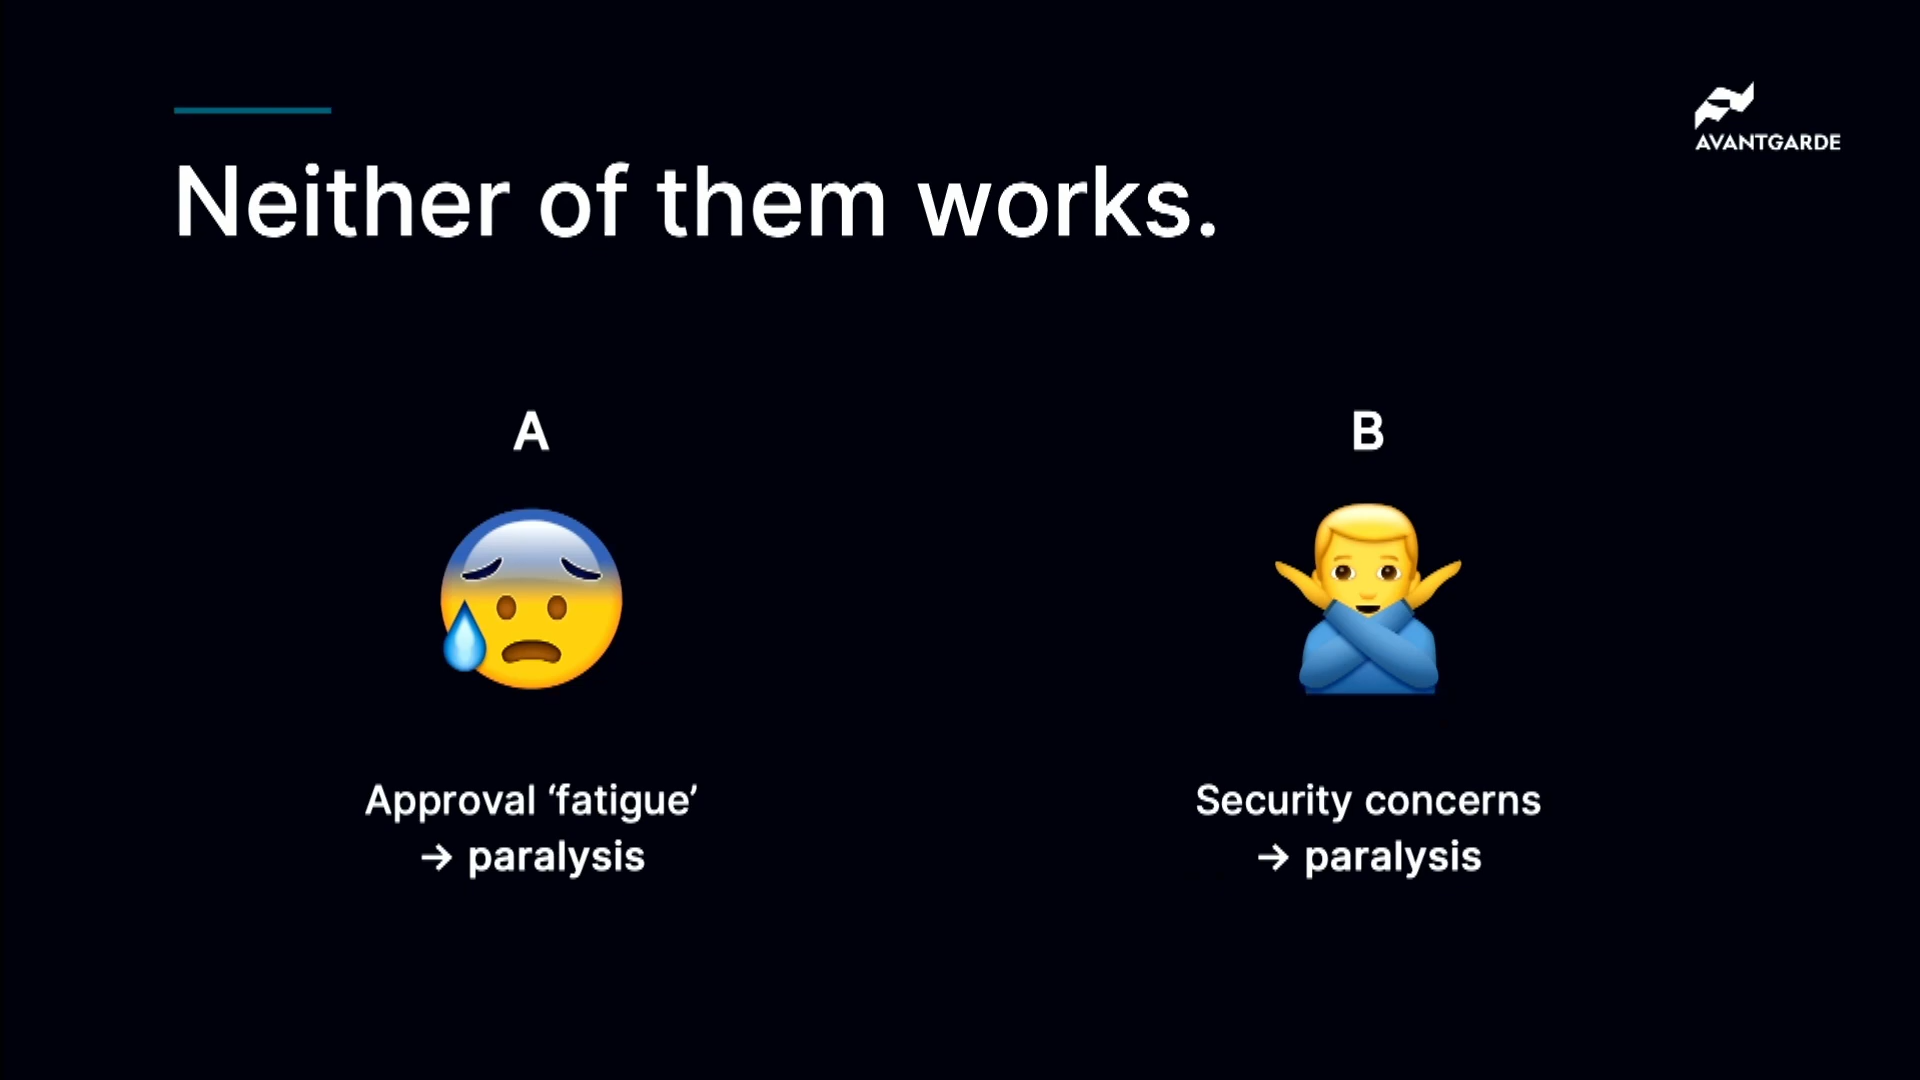 AVANTGARDE
Neither of them works.
A
B
Approval ‘fatigue’
→ paralysis
Security concerns
→ paralysis